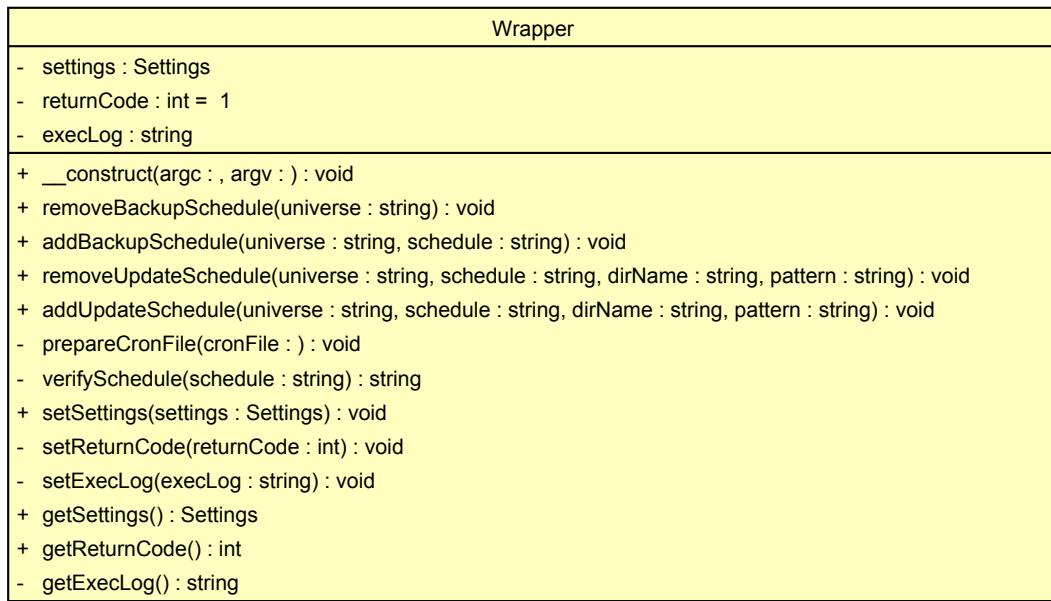 Wrapper
- settings : Settings
- returnCode : int = 1
- execLog : string
+ __construct(argc : , argv : ) : void
+ removeBackupSchedule(universe : string) : void
+ addBackupSchedule(universe : string, schedule : string) : void
+ removeUpdateSchedule(universe : string, schedule : string, dirName : string, pattern : string) : void
+ addUpdateSchedule(universe : string, schedule : string, dirName : string, pattern : string) : void
- prepareCronFile(cronFile : ) : void
- verifySchedule(schedule : string) : string
+ setSettings(settings : Settings) : void
- setReturnCode(returnCode : int) : void
- setExecLog(execLog : string) : void
+ getSettings() : Settings
+ getReturnCode() : int
- getExecLog() : string